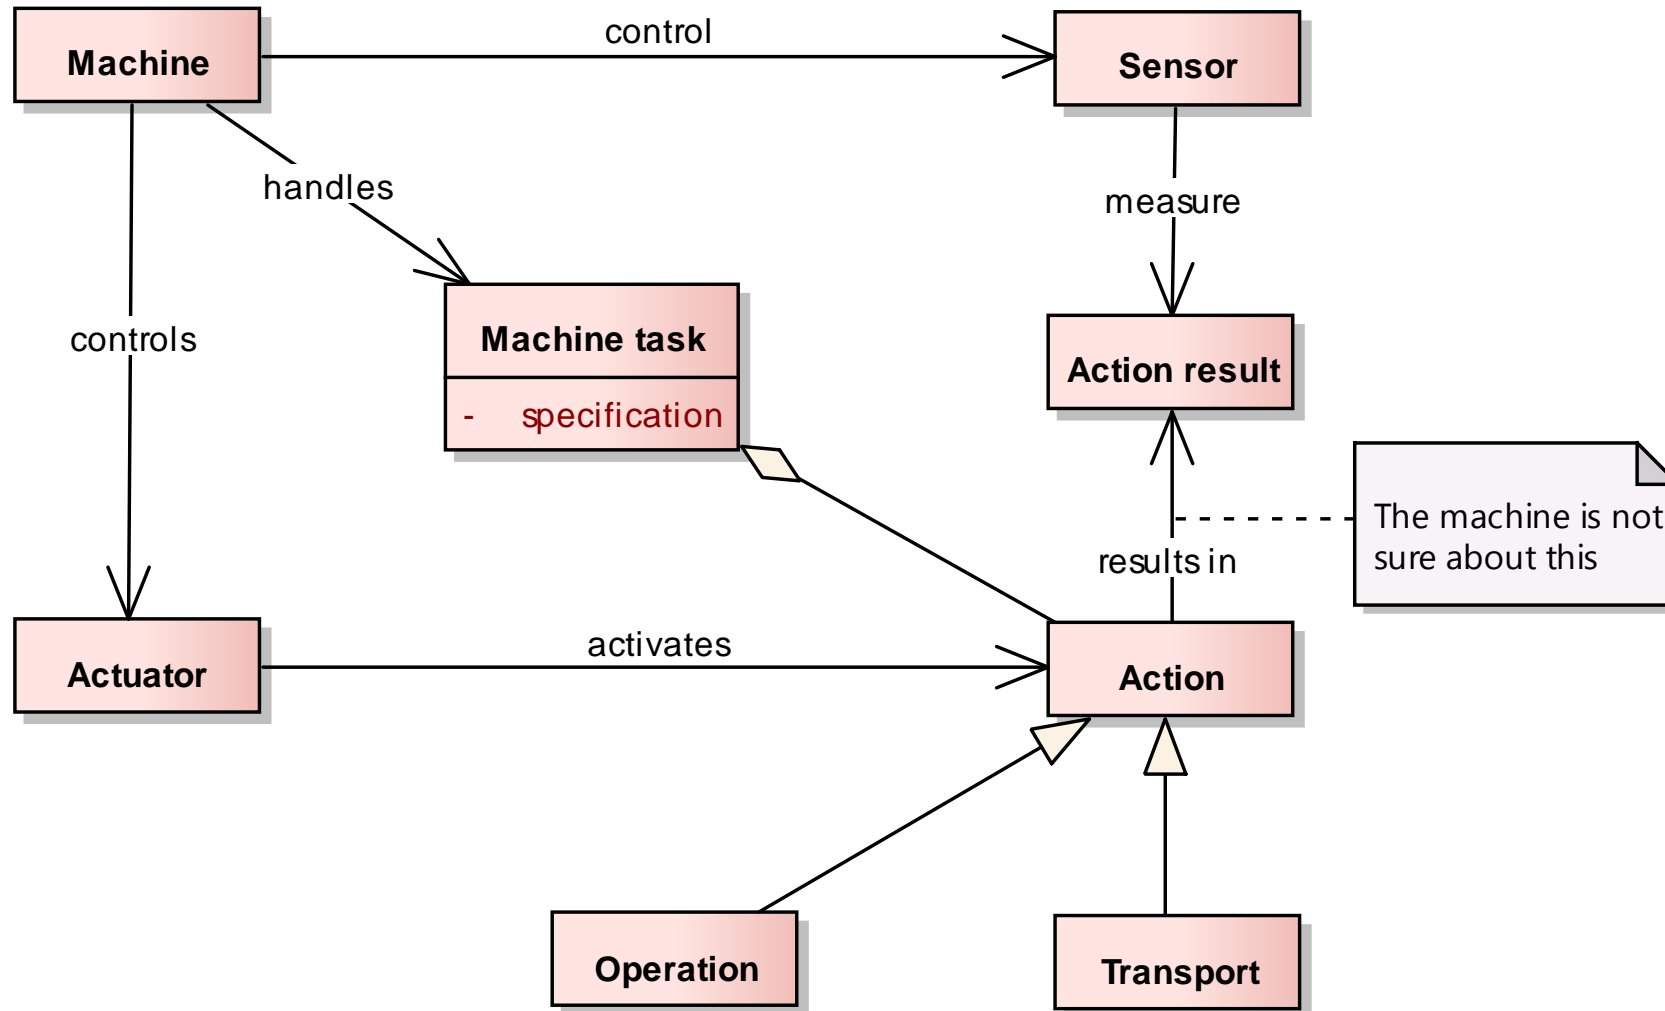 control
Machine
Sensor
handles
measure
controls
Machine task
- specification
Action result
The machine is not
sure about this
results in
activates
Actuator
Action
Operation
Transport